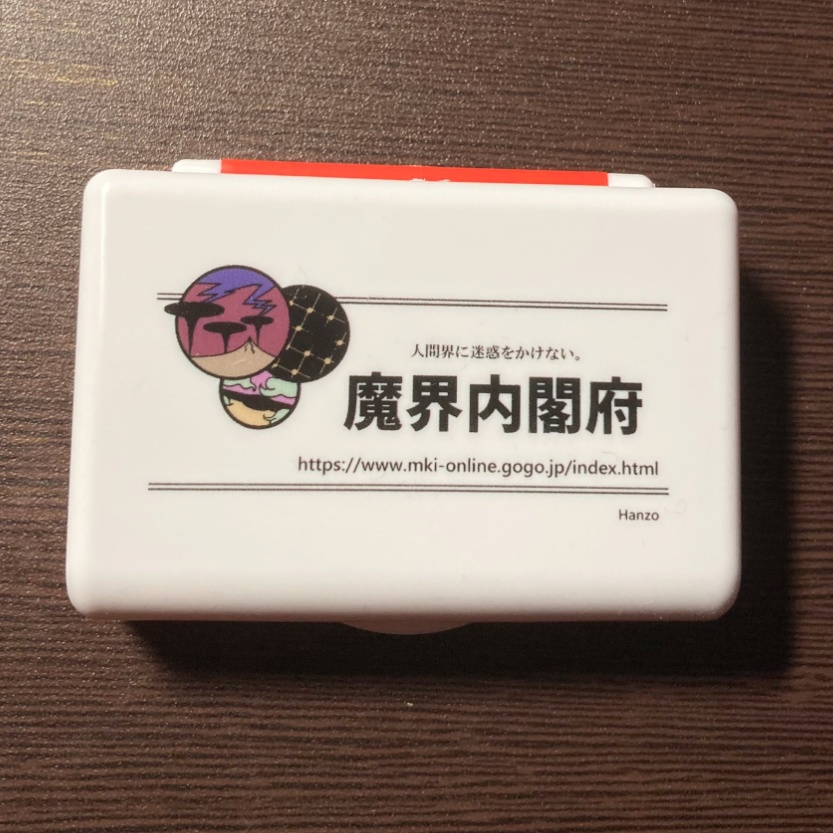 人間界に迷惑をかけない。
魔界内閣府
https://www.mki-online.gogo.jp/index.html
Hanzo